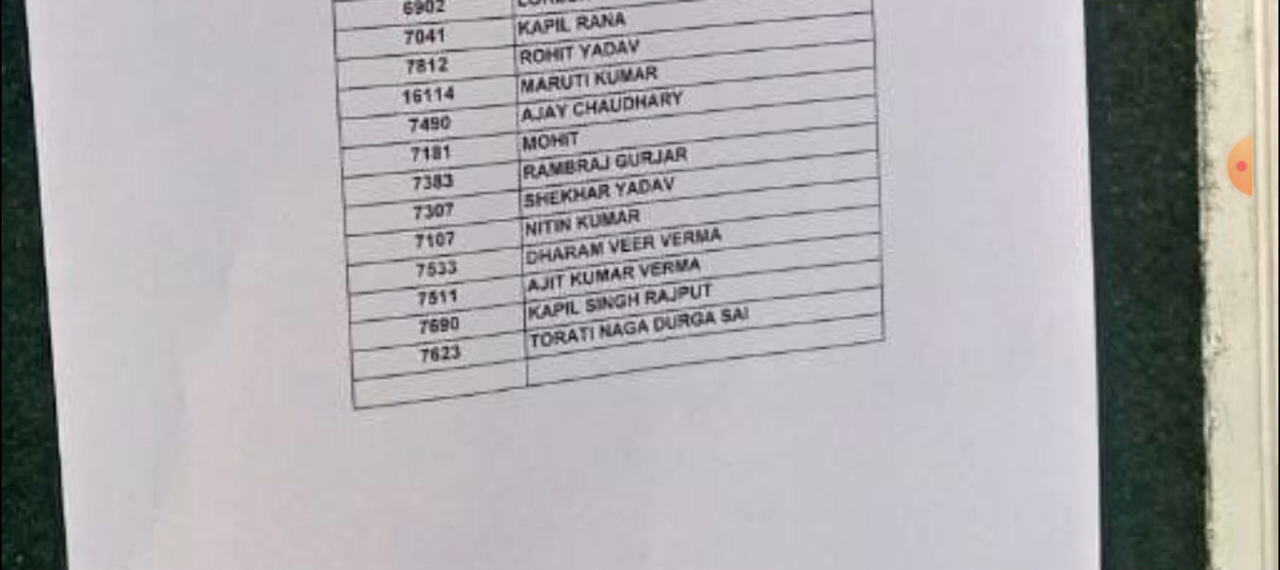 6902
7041 KAPIL RANA
7812 ROHIT YADAV
16114 MARUTI KUMAR
7490 AJAY CHAUDHARY
7181 MOHIT
7383 RAMBRAJ GURJAR
7307 SHEKHAR YADAV
7107 NITIN KUMAR
7533 DHARAM VEER VERMA
7511 AJIT KUMAR VERMA
7690 KAPIL SINGH RAJPUT
7623 TORATI NAGA DURGA SAI